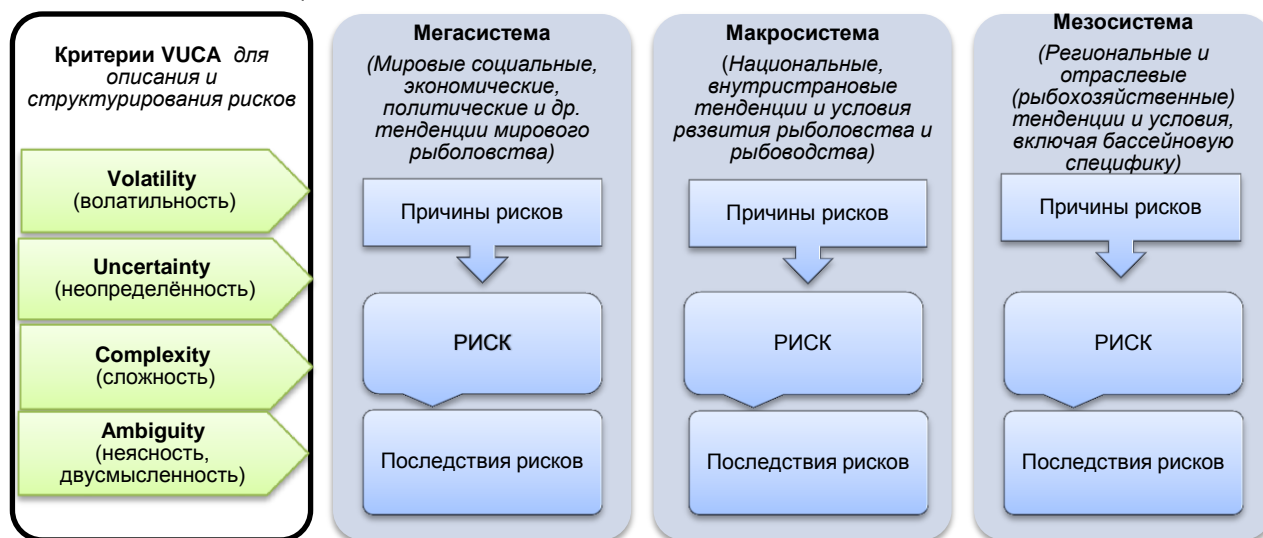 Критерии VUCA для
описания и
структурирования рисков
Volatility
(волатильность)
Uncertainty
(неопределённость)
Complexity
(сложность)
Ambiguity
(неясность,
двусмысленность)
Мегасистема
(Мировые социальные,
экономические,
политические и др.
тенденции мирового
рыболовства)
Причины рисков
РИСК
Последствия рисков
Макросистема
(Национальные,
внутристрановые
тенденции и условия
рвзвития рыболовства и
рыбоводства)
Причины рисков
РИСК
Последствия рисков
Мезосистема
(Региональные и
отраслевые
(рыбохозяйственные)
тенденции и условия,
включая бассейновую
специфику)
Причины рисков
РИСК
Последствия рисков